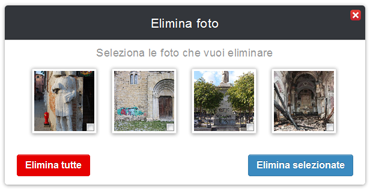 Elimina foto
Seleziona le foto che vuoi eliminare
Elimina tutte
Elimina selezionate